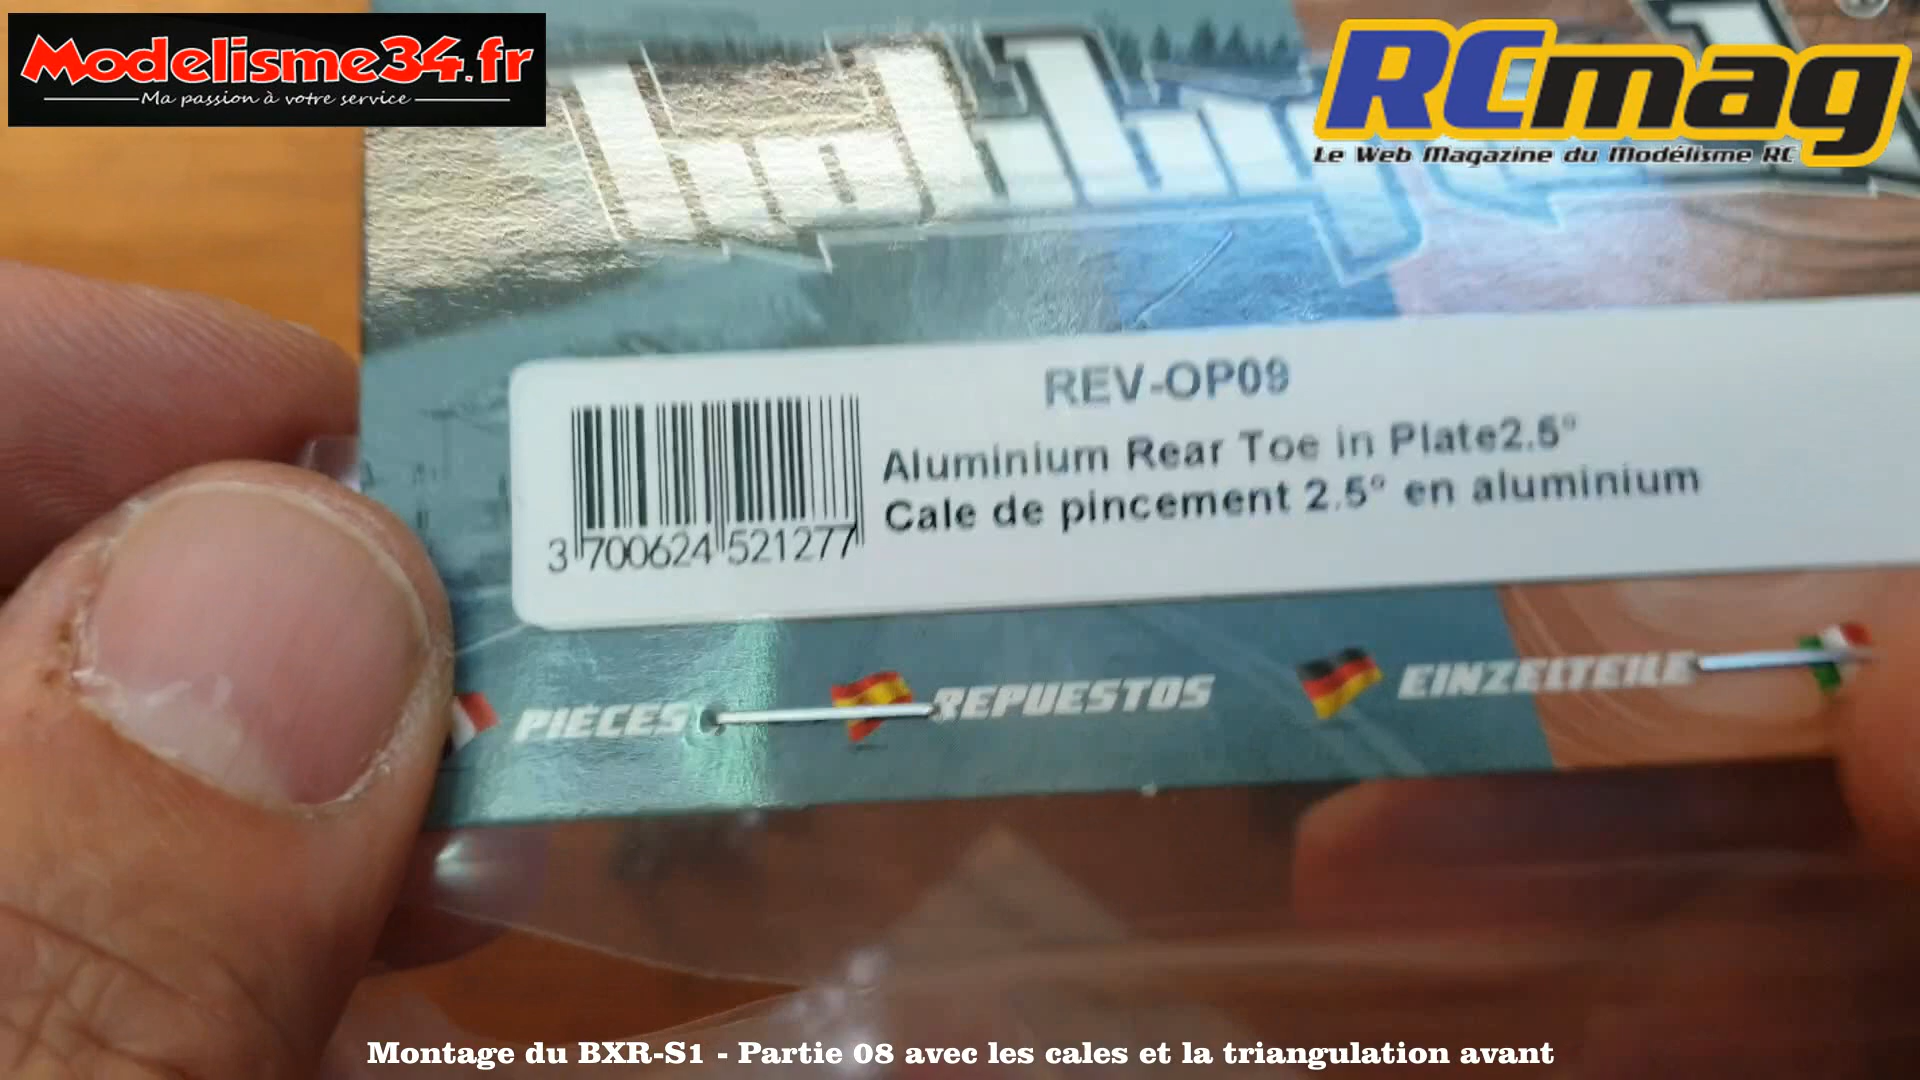 Modelisme34.fr
Ma passion à votre service
RCmag
Le Web Magazine du Modélisme RC
REV-OP09
Aluminium Rear Toe in Plate2.5°
Cale de pincement 2.5° en aluminium
3 700624 521277
PIÈCES REPUESTOS EINZELTEILE
Montage du BXR-S1 - Partie 08 avec les cales et la triangulation avant